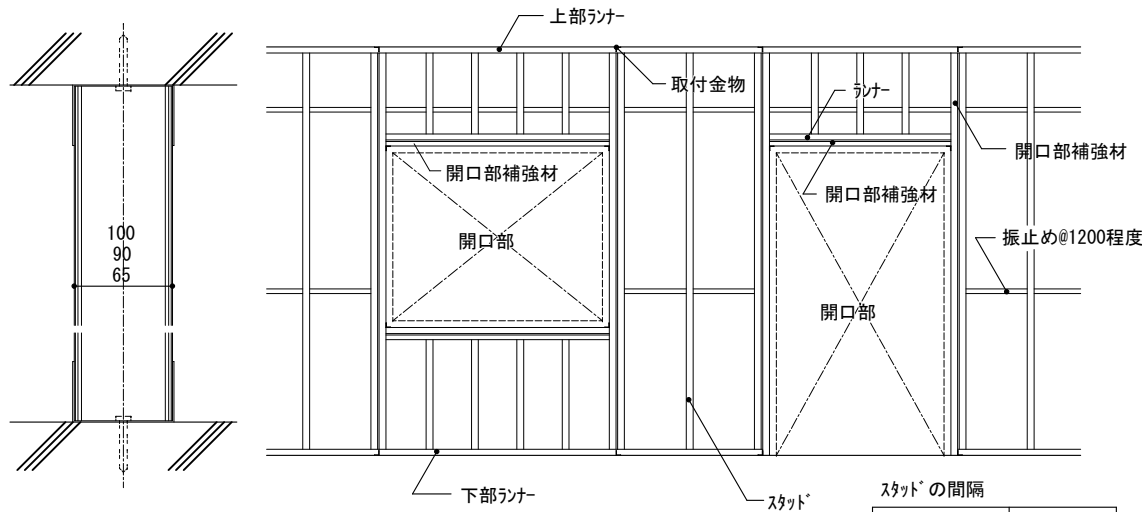 上部ﾗﾝﾅｰ
取付金物
ﾗﾝﾅｰ
開口部補強材
開口部補強材
開口部補強材
100
90
65
開口部
振止め@1200程度
開口部
下部ﾗﾝﾅｰ
ｽﾀｯﾄﾞ
ｽﾀｯﾄﾞの間隔